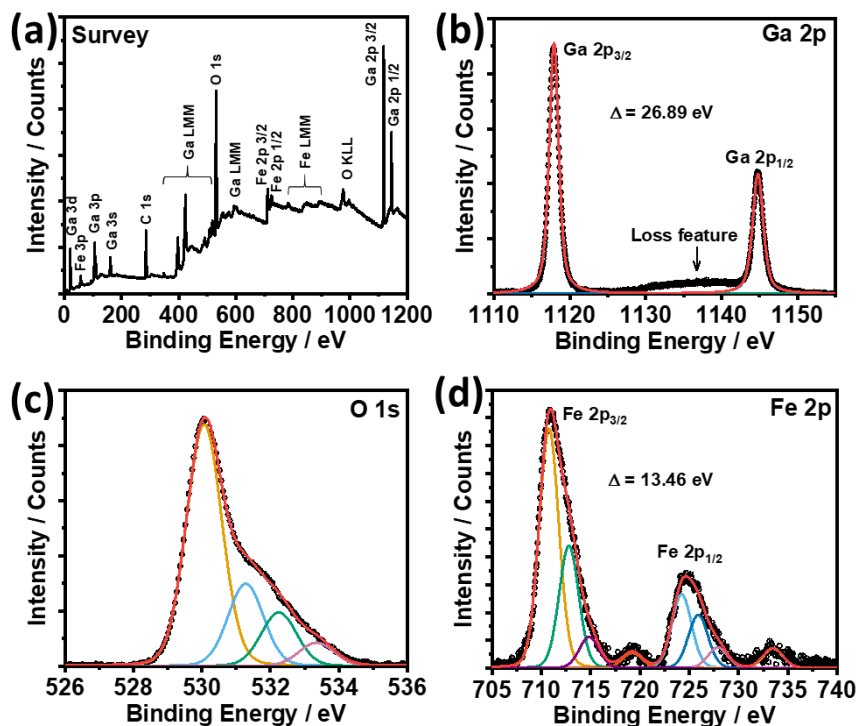 (a)
Survey
Intensity / Counts
Ga 3d
Fe 3p
Ga 3p
Ga 3s
C 1s
Ga LMM
O 1s
Ga LMM
Fe 2p 3/2
Fe 2p 1/2
Fe LMM
O KLL
Ga 2p 3/2
Ga 2p 1/2
0 200 400 600 800 1000 1200
Binding Energy / eV
(b)
Ga 2p
Intensity / Counts
Ga 2p3/2
Δ = 26.89 eV
Ga 2p1/2
Loss feature
1110 1120 1130 1140 1150
Binding Energy / eV
(c)
O 1s
Intensity / Counts
526 528 530 532 534 536
Binding Energy / eV
(d)
Fe 2p
Intensity / Counts
Fe 2p3/2
Δ = 13.46 eV
Fe 2p1/2
705 710 715 720 725 730 735 740
Binding Energy / eV